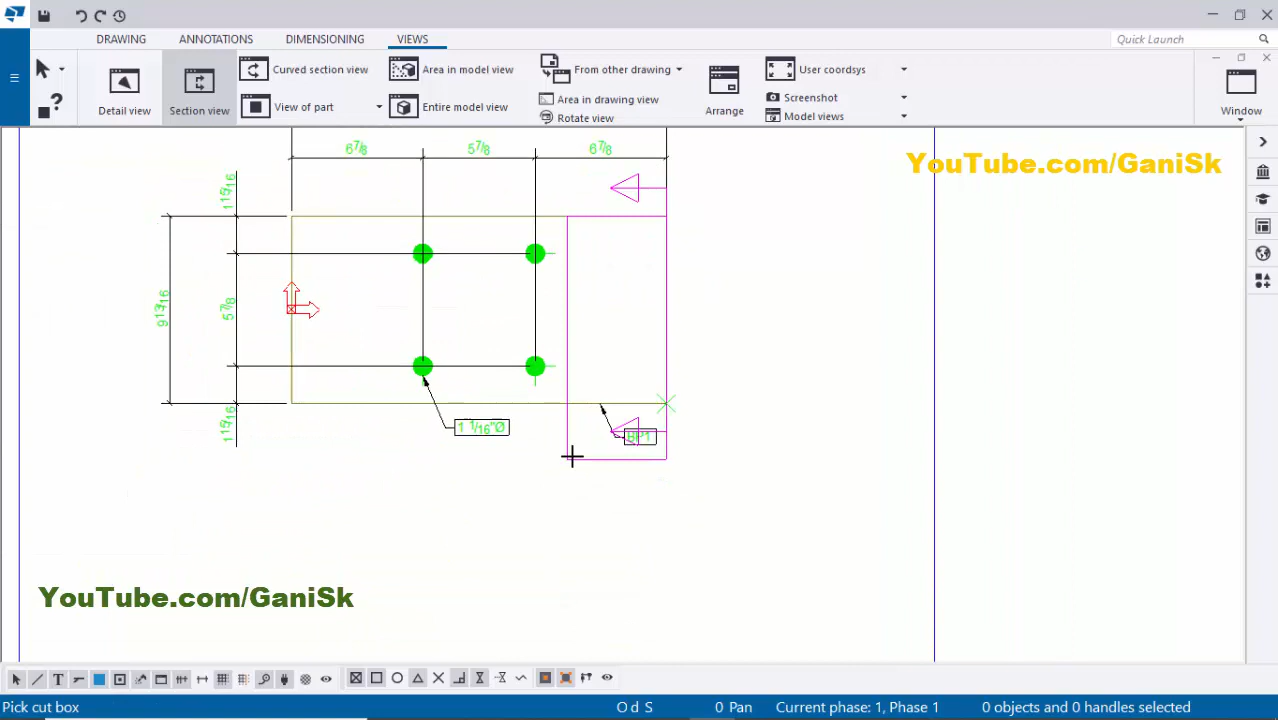 DRAWING ANNOTATIONS DIMENSIONING VIEWS Quick Launch
Detail view
Section view
Curved section view
View of part
Area in model view
Entire model view
From other drawing
Area in drawing view
Rotate view
Arrange
User coordsys
Screenshot
Model views
Window
YouTube.com/GaniSk
6 7/8 5 7/8 6 7/8
1 15/16
5 7/8
9 13/16
1 15/16
1 1/16"Ø
BP1
YouTube.com/GaniSk
Pick cut box O d S 0 Pan Current phase: 1, Phase 1 0 objects and 0 handles selected